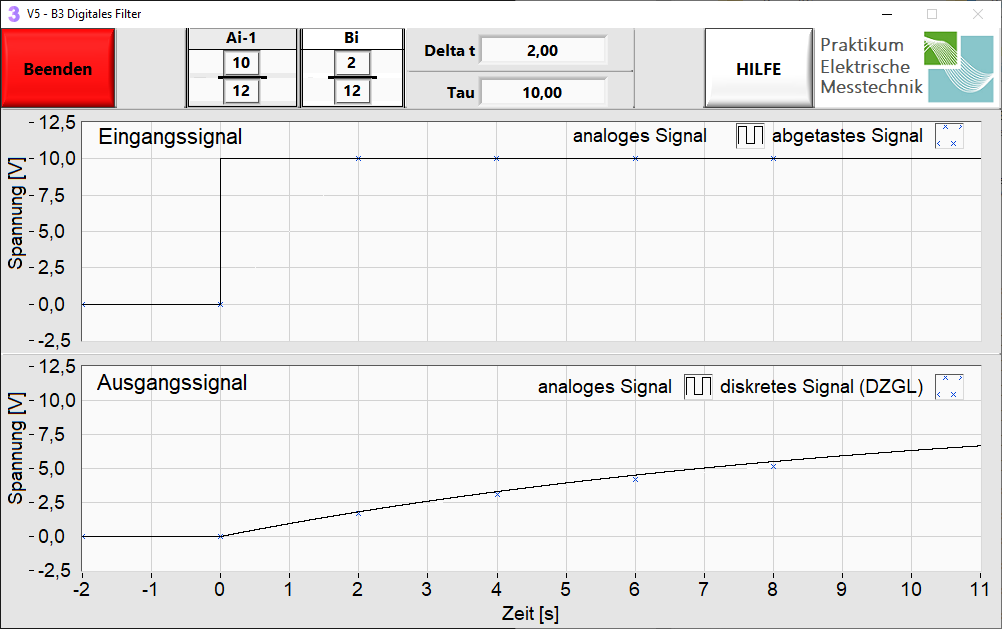 3 V5 - B3 Digitales Filter
Beenden
Ai-1
10
12
Bi
2
12
Delta t 2,00
Tau 10,00
HILFE
Praktikum
Elektrische
Messtechnik
Eingangssignal
analoges Signal
abgetastes Signal
Spannung [V]
12,5
10,0
7,5
5,0
2,5
0,0
-2,5
Ausgangssignal
analoges Signal
diskretes Signal (DZGL)
Spannung [V]
12,5
10,0
7,5
5,0
2,5
0,0
-2,5
-2 -1 0 1 2 3 4 5 6 7 8 9 10 11
Zeit [s]